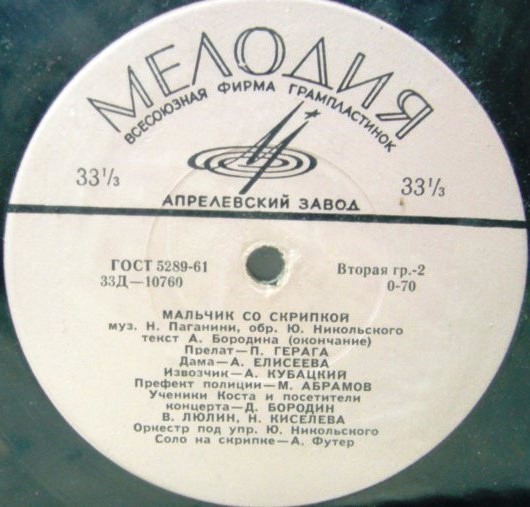 МЕЛОДИЯ
ВСЕСОЮЗНАЯ ФИРМА ГРАМПЛАСТИНОК
33⅓ 33⅓
АПРЕЛЕВСКИЙ ЗАВОД
ГОСТ 5289-61 Вторая гр.-2
33Д—10760 0-70
МАЛЬЧИК СО СКРИПКОЙ
муз. Н. Паганини, обр. Ю. Никольского
текст А. Бородина (окончание)
Прелат—П. ГЕРАГА
Дама—А. ЕЛИСЕЕВА
Извозчик—А. КУБАЦКИЙ
Префект полиции—М. АБРАМОВ
Ученики Коста и посетители
концерта—Д. БОРОДИН
В. ЛЮЛИН, Н. КИСЕЛЕВА
Оркестр под упр. Ю. Никольского
Соло на скрипке—А. Футер